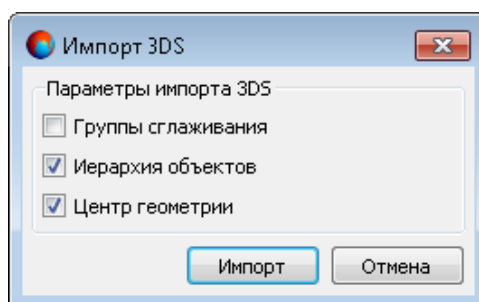 Импорт 3DS
Параметры импорта 3DS
Группы сглаживания
Иерархия объектов
Центр геометрии
Импорт
Отмена